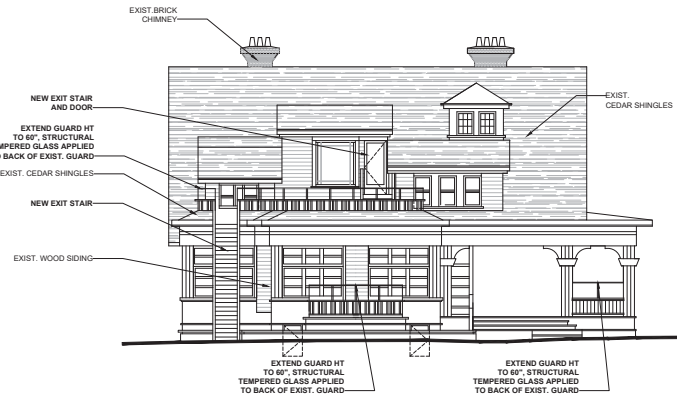 EXIST.BRICK
CHIMNEY
NEW EXIT STAIR
AND DOOR
EXIST.
CEDAR SHINGLES
EXTEND GUARD HT
TO 60", STRUCTURAL
EMPERED GLASS APPLIED
BACK OF EXIST. GUARD
EXIST. CEDAR SHINGLES
NEW EXIT STAIR
EXIST. WOOD SIDING
EXTEND GUARD HT
TO 60", STRUCTURAL
TEMPERED GLASS APPLIED
TO BACK OF EXIST. GUARD
EXTEND GUARD HT
TO 60", STRUCTURAL
TEMPERED GLASS APPLIED
TO BACK OF EXIST. GUARD